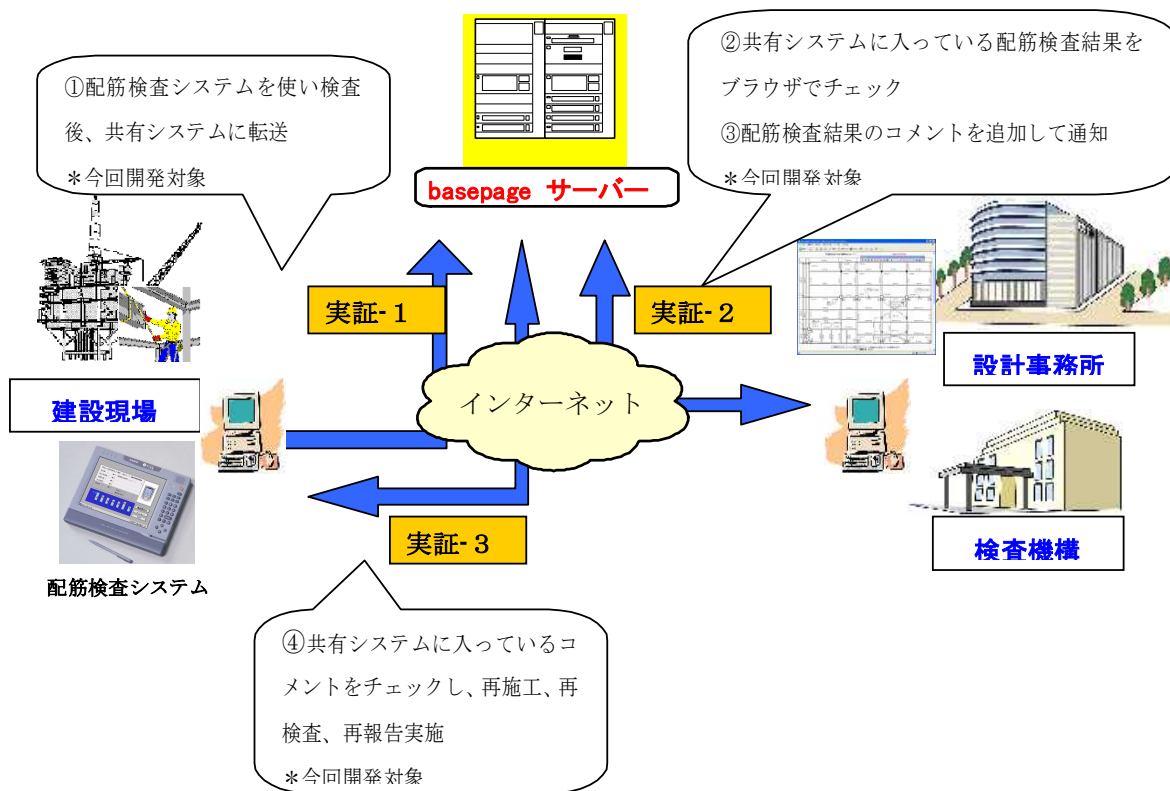 ①配筋検査システムを使い検査
後、共有システムに転送
＊今回開発対象
basepage サーバー
②共有システムに入っている配筋検査結果を
ブラウザでチェック
③配筋検査結果のコメントを追加して通知
＊今回開発対象
実証-１
実証-２
インターネット
建設現場
設計事務所
実証-３
検査機構
配筋検査システム
④共有システムに入っているコ
メントをチェックし、再施工、再
検査、再報告実施
＊今回開発対象